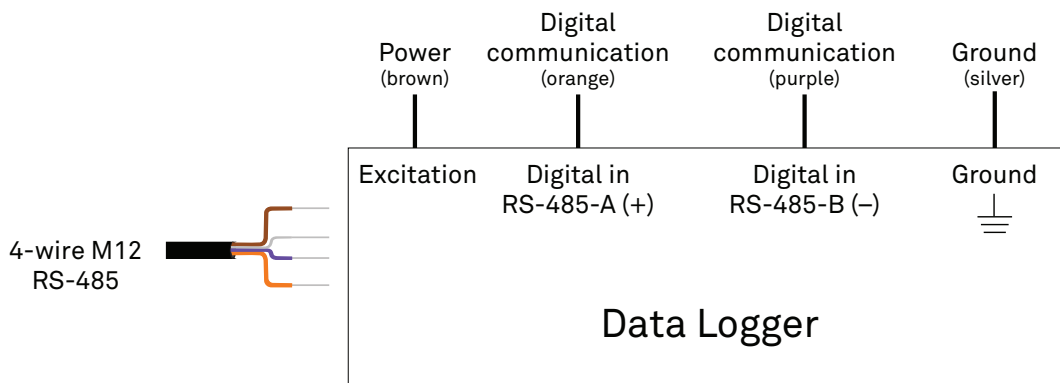 Power
(brown)
Digital
communication
(orange)
Digital
communication
(purple)
Ground
(silver)
Excitation
Digital in
RS-485-A (+)
Digital in
RS-485-B (–)
Ground
4-wire M12
RS-485
Data Logger